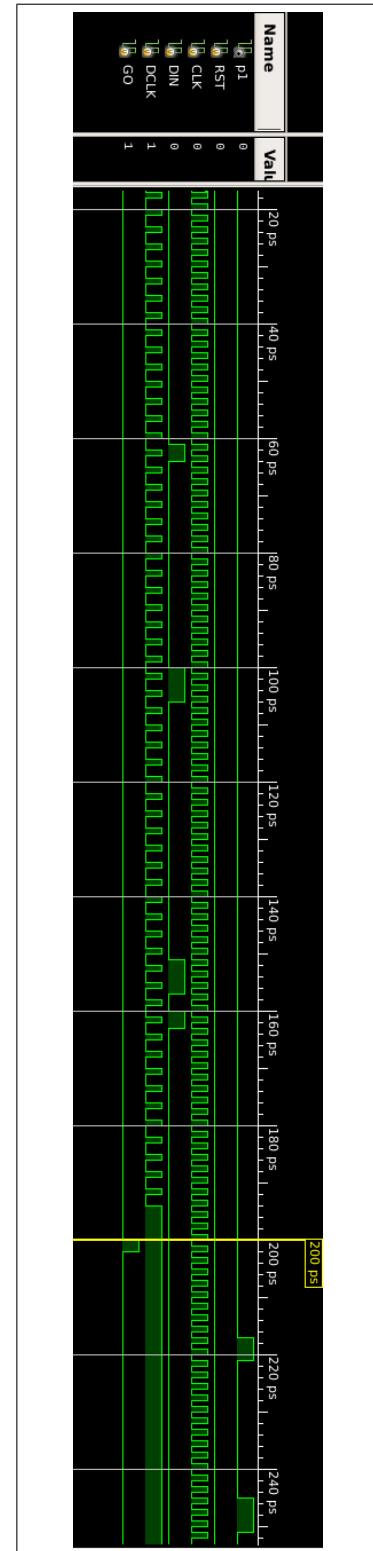 Name
Valu
p1
0
RST
0
CLK
0
DIN
0
DCLK
1
GO
1
20 ps
40 ps
60 ps
80 ps
100 ps
120 ps
140 ps
160 ps
180 ps
200 ps
220 ps
240 ps
200 ps